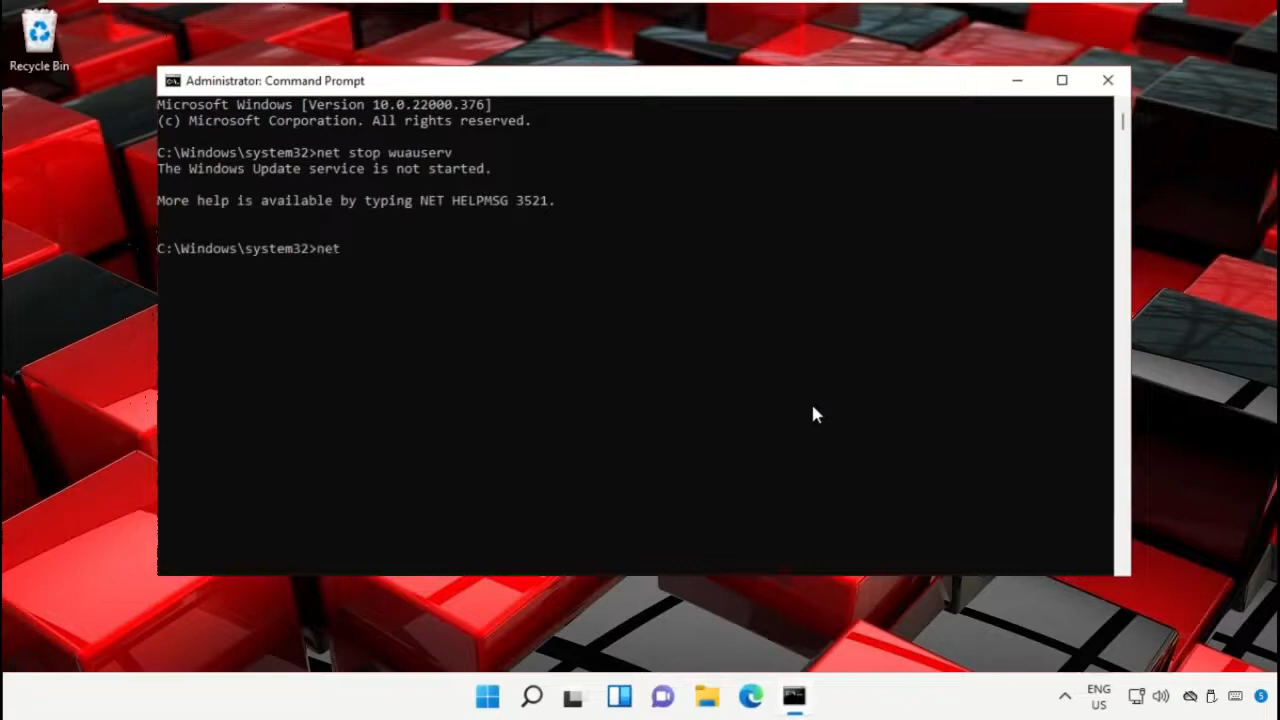 Recycle Bin
Administrator: Command Prompt
Microsoft Windows [Version 10.0.22000.376]
(c) Microsoft Corporation. All rights reserved.
C:\Windows\system32>net stop wuauserv
The Windows Update service is not started.
More help is available by typing NET HELPMSG 3521.
C:\Windows\system32>net
ENG
US
5